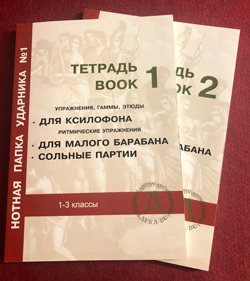 НОТНАЯ ПАПКА УДАРНИКА №1
ТЕТРАДЬ 1
BOOK
УПРАЖНЕНИЯ, ГАММЫ, ЭТЮДЫ
• ДЛЯ КСИЛОФОНА
РИТМИЧЕСКИЕ УПРАЖНЕНИЯ
• ДЛЯ МАЛОГО БАРАБАНА
• СОЛЬНЫЕ ПАРТИИ
1-3 классы
ДЬ 2
OK
БАНА